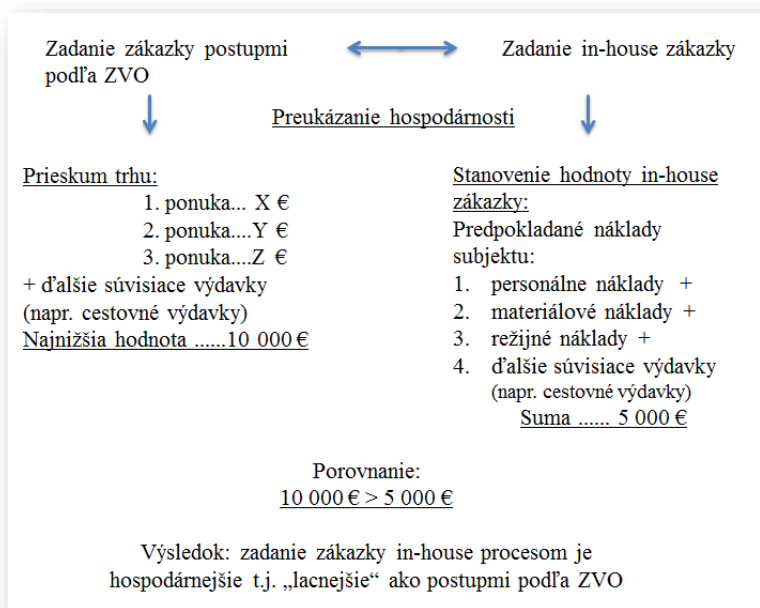 Zadanie zákazky postupmi
podľa ZVO
Zadanie in-house zákazky
Preukázanie hospodárnosti
Prieskum trhu:
1. ponuka... X €
2. ponuka....Y €
3. ponuka....Z €
+ ďalšie súvisiace výdavky
(napr. cestovné výdavky)
Najnižšia hodnota ......10 000 €
Stanovenie hodnoty in-house
zákazky:
Predpokladané náklady
subjektu:
1. personálne náklady +
2. materiálové náklady +
3. režijné náklady +
4. ďalšie súvisiace výdavky
(napr. cestovné výdavky)
Suma ...... 5 000 €
Porovnanie:
10 000 € > 5 000 €
Výsledok: zadanie zákazky in-house procesom je
hospodárnejšie t.j. „lacnejšie“ ako postupmi podľa ZVO